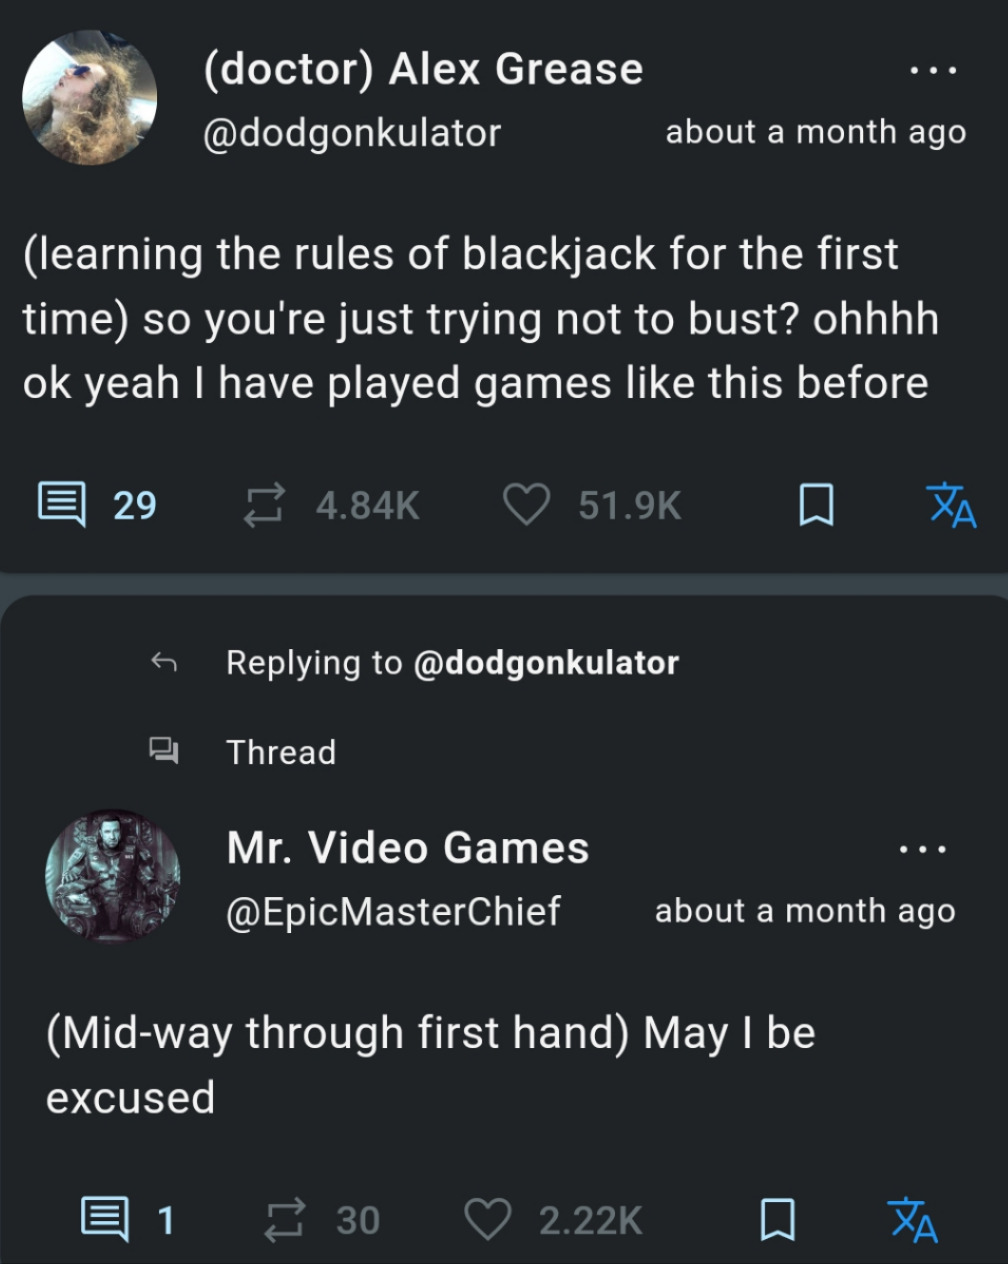 (doctor) Alex Grease
@dodgonkulator
about a month ago
(learning the rules of blackjack for the first
time) so you're just trying not to bust? ohhhh
ok yeah I have played games like this before
29
4.84K
51.9K
Replying to @dodgonkulator
Thread
Mr. Video Games
@EpicMasterChief
about a month ago
(Mid-way through first hand) May I be
excused
1
30
2.22K